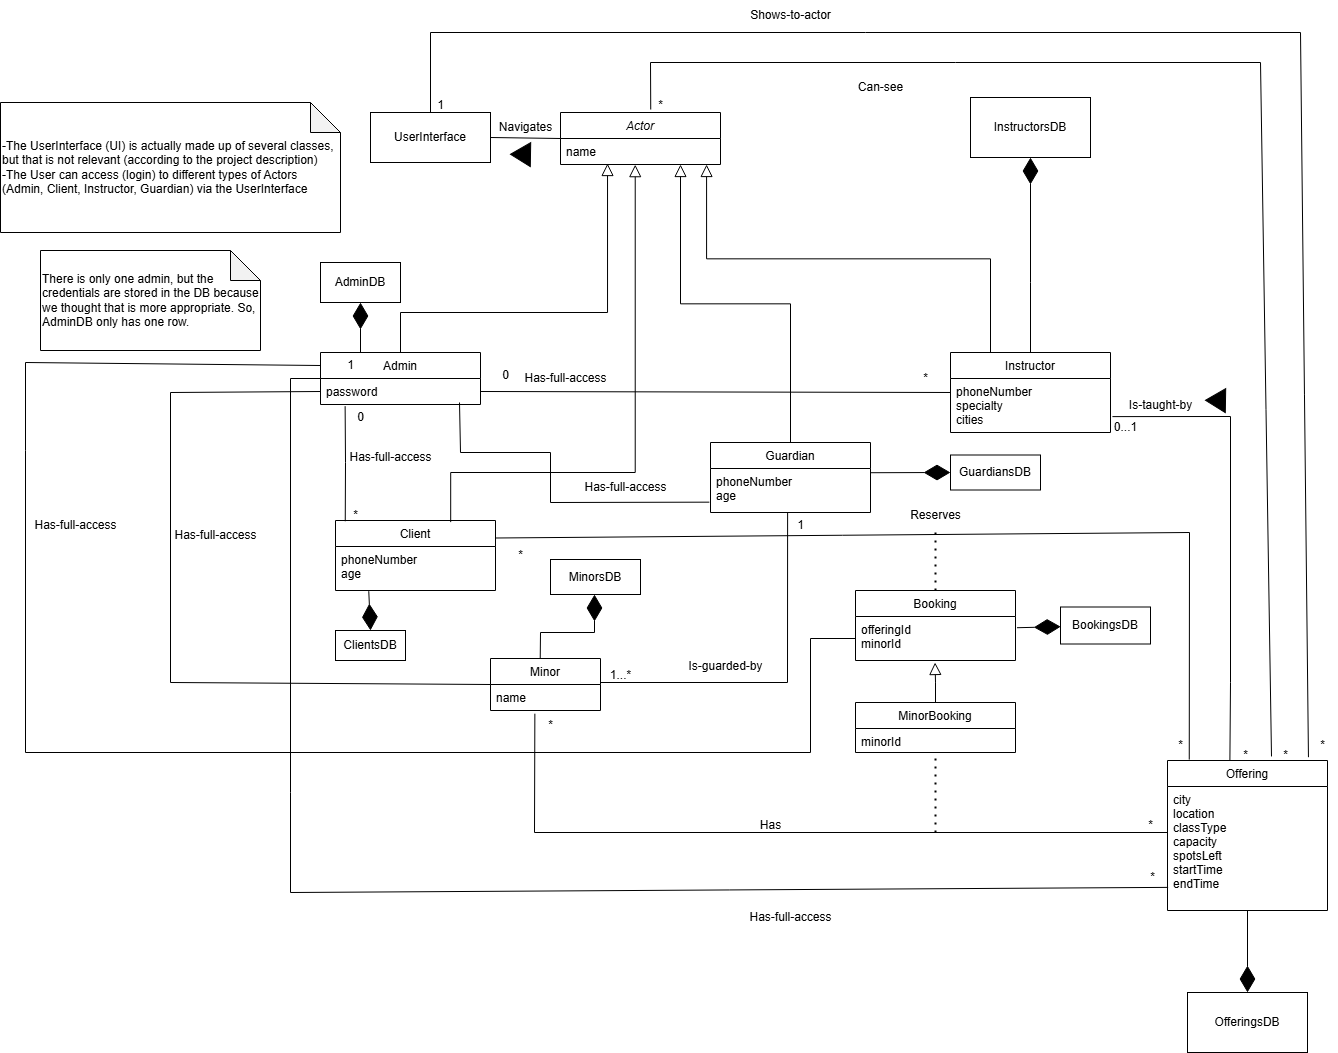 Shows-to-actor
Can-see
1
*
UserInterface
Navigates
Actor
name
InstructorsDB
-The UserInterface (UI) is actually made up of several classes,
but that is not relevant (according to the project description)
-The User can access (login) to different types of Actors
(Admin, Client, Instructor, Guardian) via the UserInterface
There is only one admin, but the
credentials are stored in the DB because
we thought that is more appropriate. So,
AdminDB only has one row.
AdminDB
1
Admin
password
0
Has-full-access
*
Instructor
phoneNumber
specialty
cities
Is-taught-by
0...1
0
Has-full-access
*
Guardian
phoneNumber
age
GuardiansDB
Has-full-access
1
Reserves
Has-full-access
Has-full-access
Client
phoneNumber
age
*
MinorsDB
ClientsDB
Booking
offeringId
minorId
BookingsDB
Minor
name
1...*
Is-guarded-by
*
MinorBooking
minorId
*
*
*
*
Offering
city
location
classType
capacity
spotsLeft
startTime
endTime
Has
*
*
Has-full-access
OfferingsDB